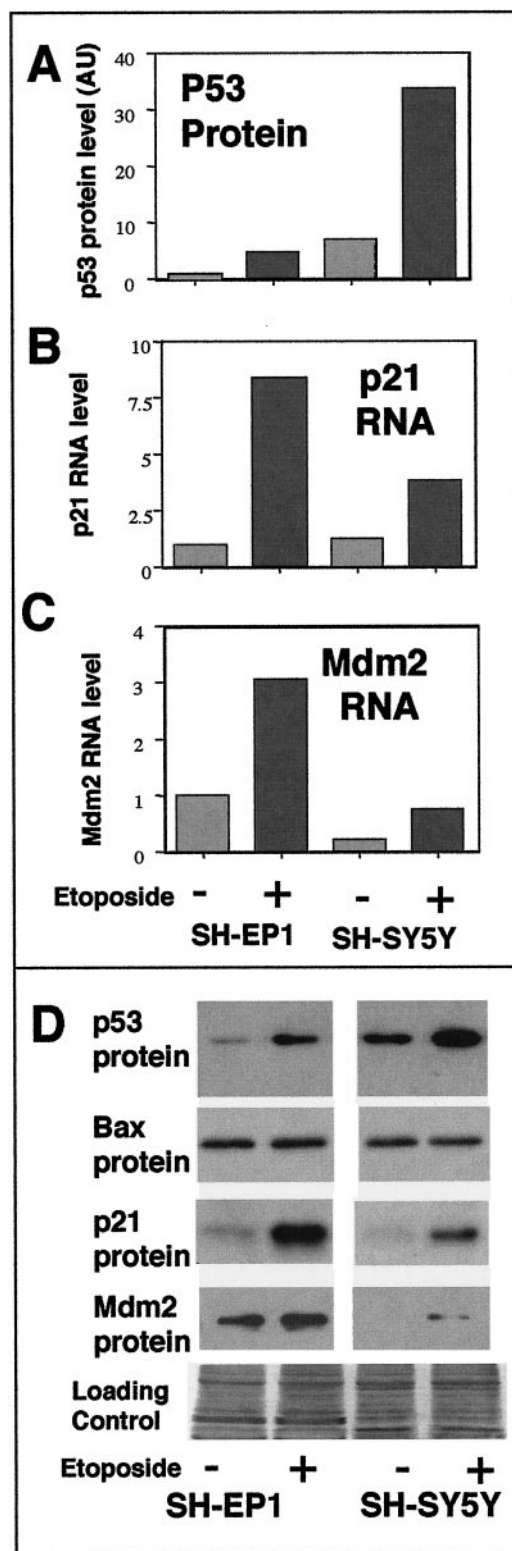 A
p53 protein level (AU)
40
30
20
10
0
P53
Protein
B
p21 RNA level
10
7.5
5
2.5
0
p21
RNA
C
Mdm2 RNA level
4
3
2
1
0
Mdm2
RNA
Etoposide - + - +
SH-EP1 SH-SY5Y
D
p53
protein
Bax
protein
p21
protein
Mdm2
protein
Loading
Control
Etoposide - + - +
SH-EP1 SH-SY5Y